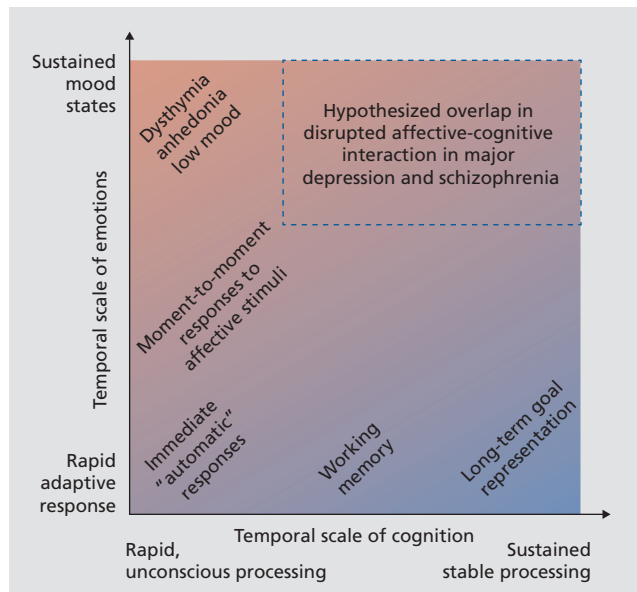 Sustained
mood
states
Dysthymia
anhedonia
low mood
Hypothesized overlap in
disrupted affective-cognitive
interaction in major
depression and schizophrenia
Temporal scale of emotions
Moment-to-moment
responses to
affective stimuli
Immediate
“automatic”
responses
Working
memory
Long-term goal
representation
Rapid
adaptive
response
Temporal scale of cognition
Rapid,
unconscious processing
Sustained
stable processing